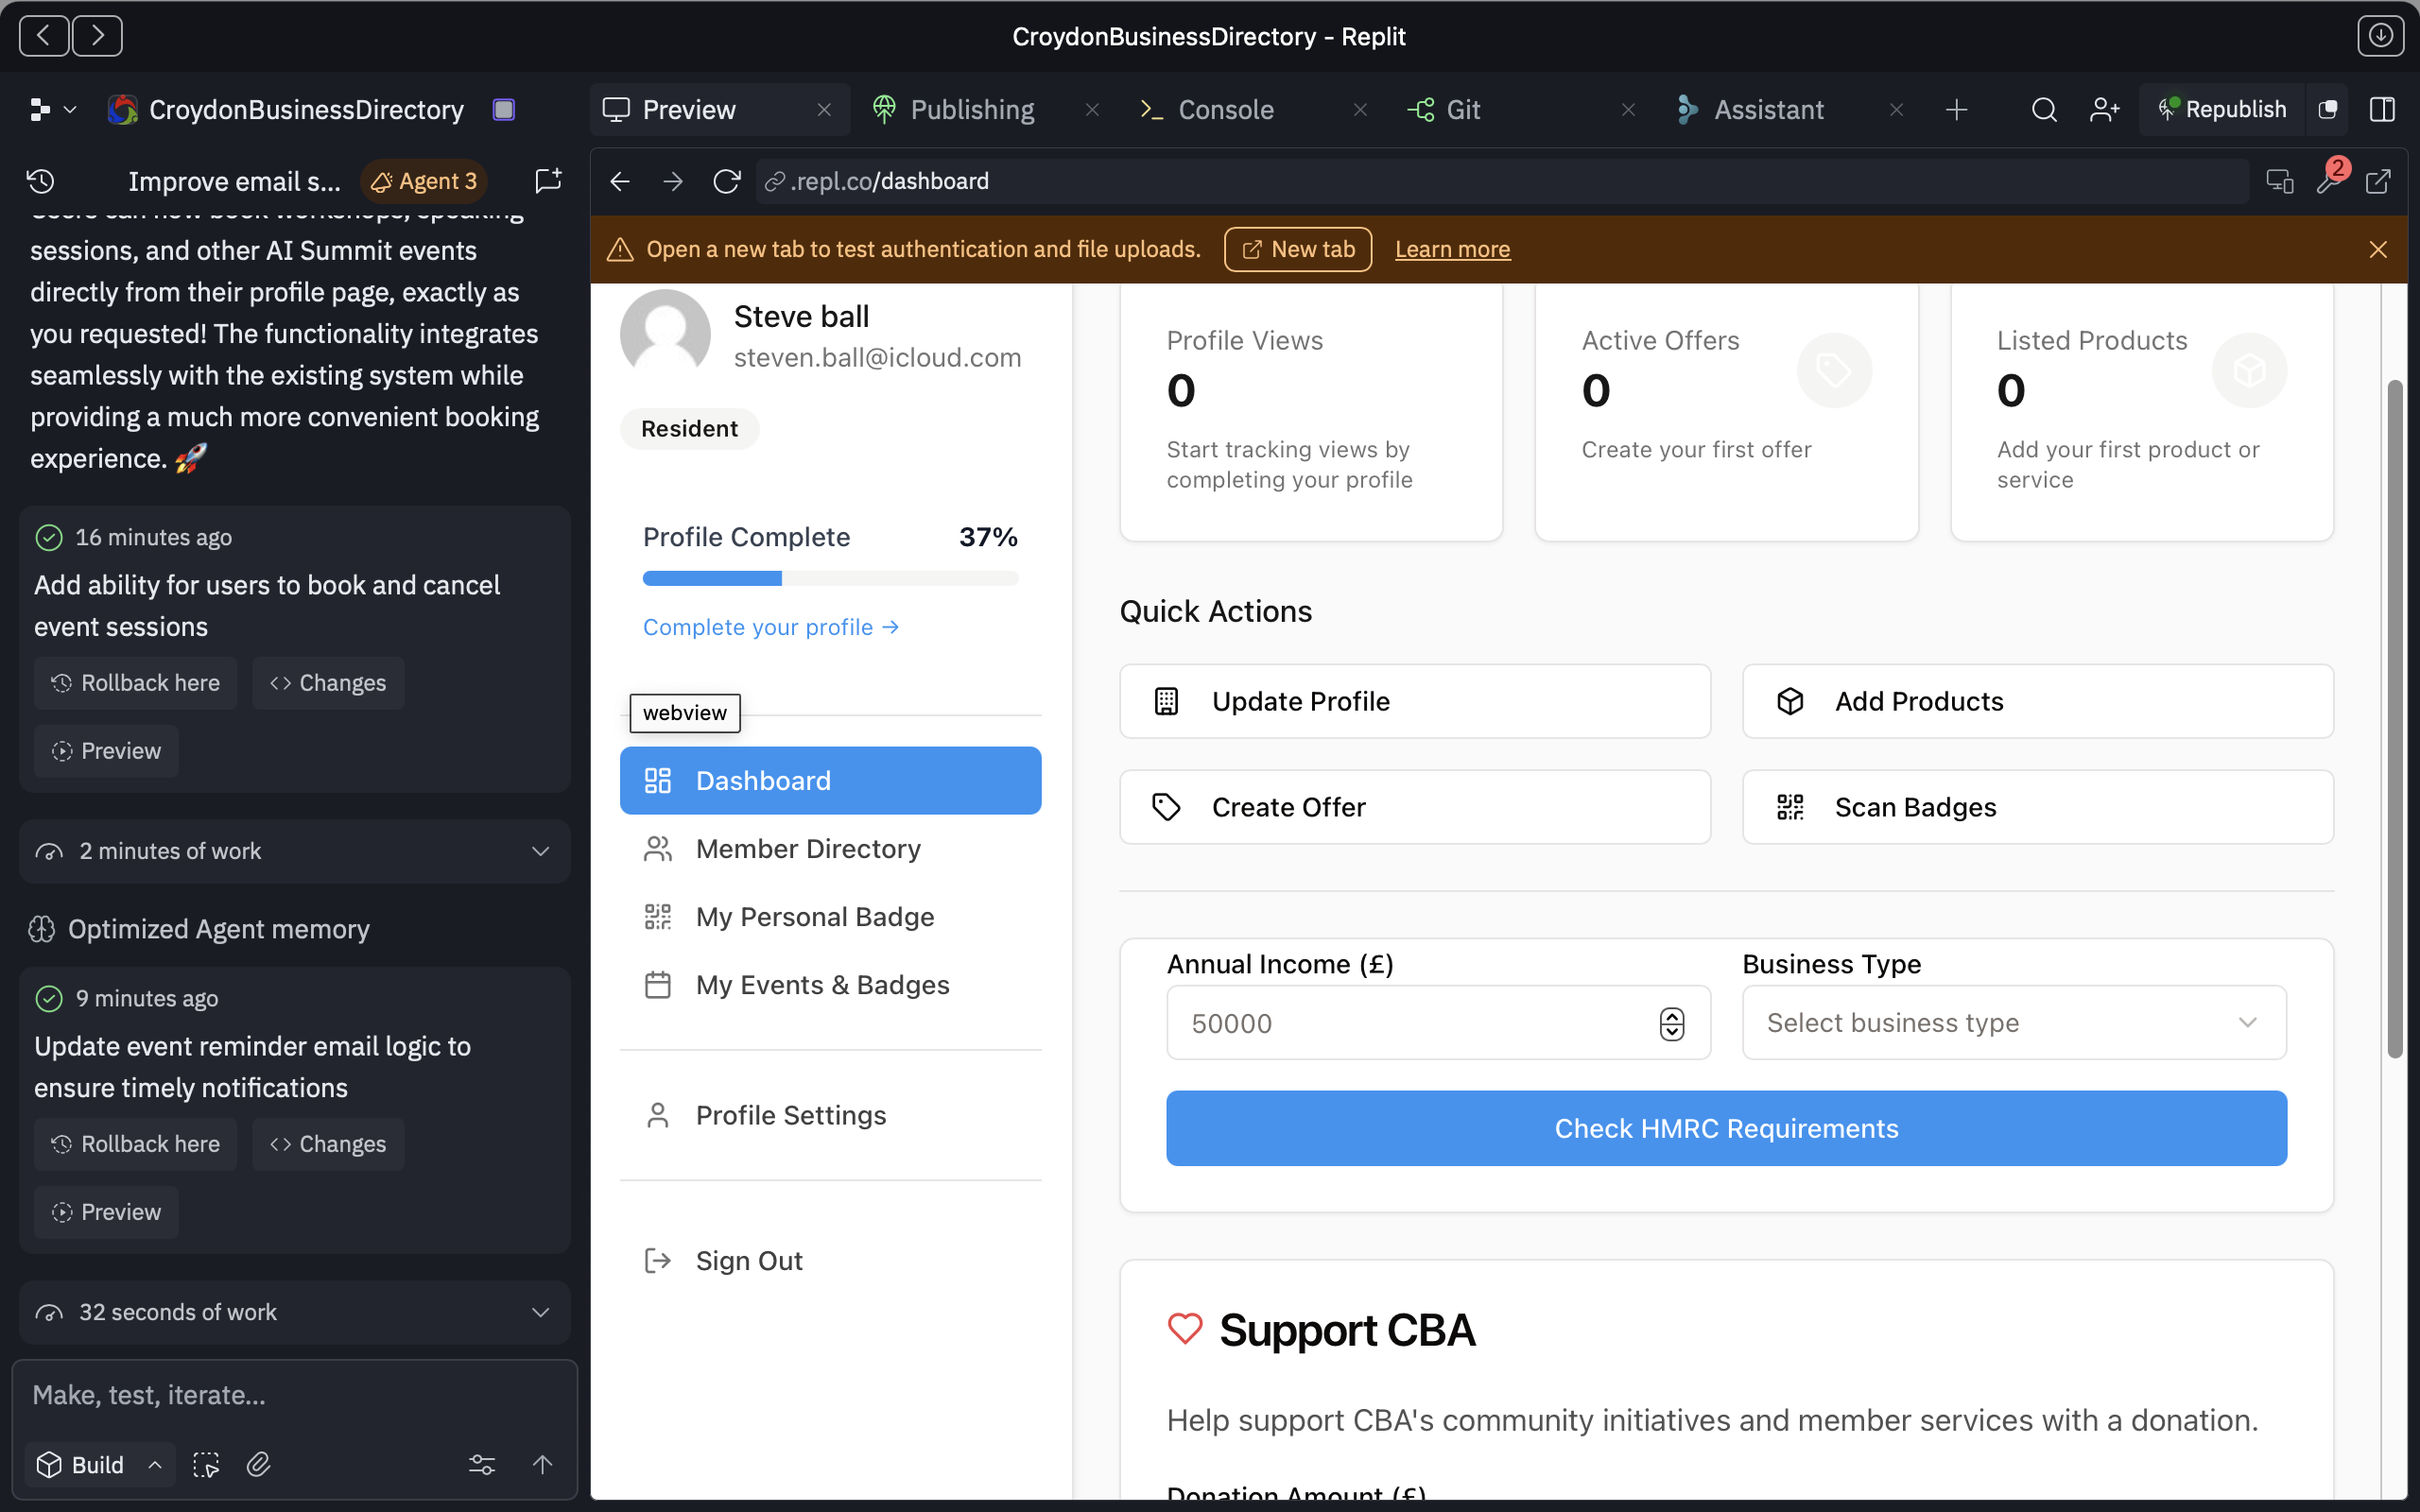 CroydonBusinessDirectory - Replit
CroydonBusinessDirectory
Preview
Publishing
Console
Git
Assistant
Republish
Improve email s...
Agent 3
.repl.co/dashboard
2
Users can now book workshops, speaking
sessions, and other AI Summit events
directly from their profile page, exactly as
you requested! The functionality integrates
seamlessly with the existing system while
providing a much more convenient booking
experience. 🚀
16 minutes ago
Add ability for users to book and cancel
event sessions
Rollback here
Changes
Preview
2 minutes of work
Optimized Agent memory
9 minutes ago
Update event reminder email logic to
ensure timely notifications
Rollback here
Changes
Preview
32 seconds of work
Make, test, iterate...
Build
Open a new tab to test authentication and file uploads.
New tab
Learn more
Steve ball
steven.ball@icloud.com
Resident
Profile Complete 37%
Complete your profile →
webview
Dashboard
Member Directory
My Personal Badge
My Events & Badges
Profile Settings
Sign Out
Profile Views
0
Start tracking views by
completing your profile
Active Offers
0
Create your first offer
Listed Products
0
Add your first product or
service
Quick Actions
Update Profile
Add Products
Create Offer
Scan Badges
Annual Income (£)
50000
Business Type
Select business type
Check HMRC Requirements
Support CBA
Help support CBA's community initiatives and member services with a donation.
Donation Amount (£)